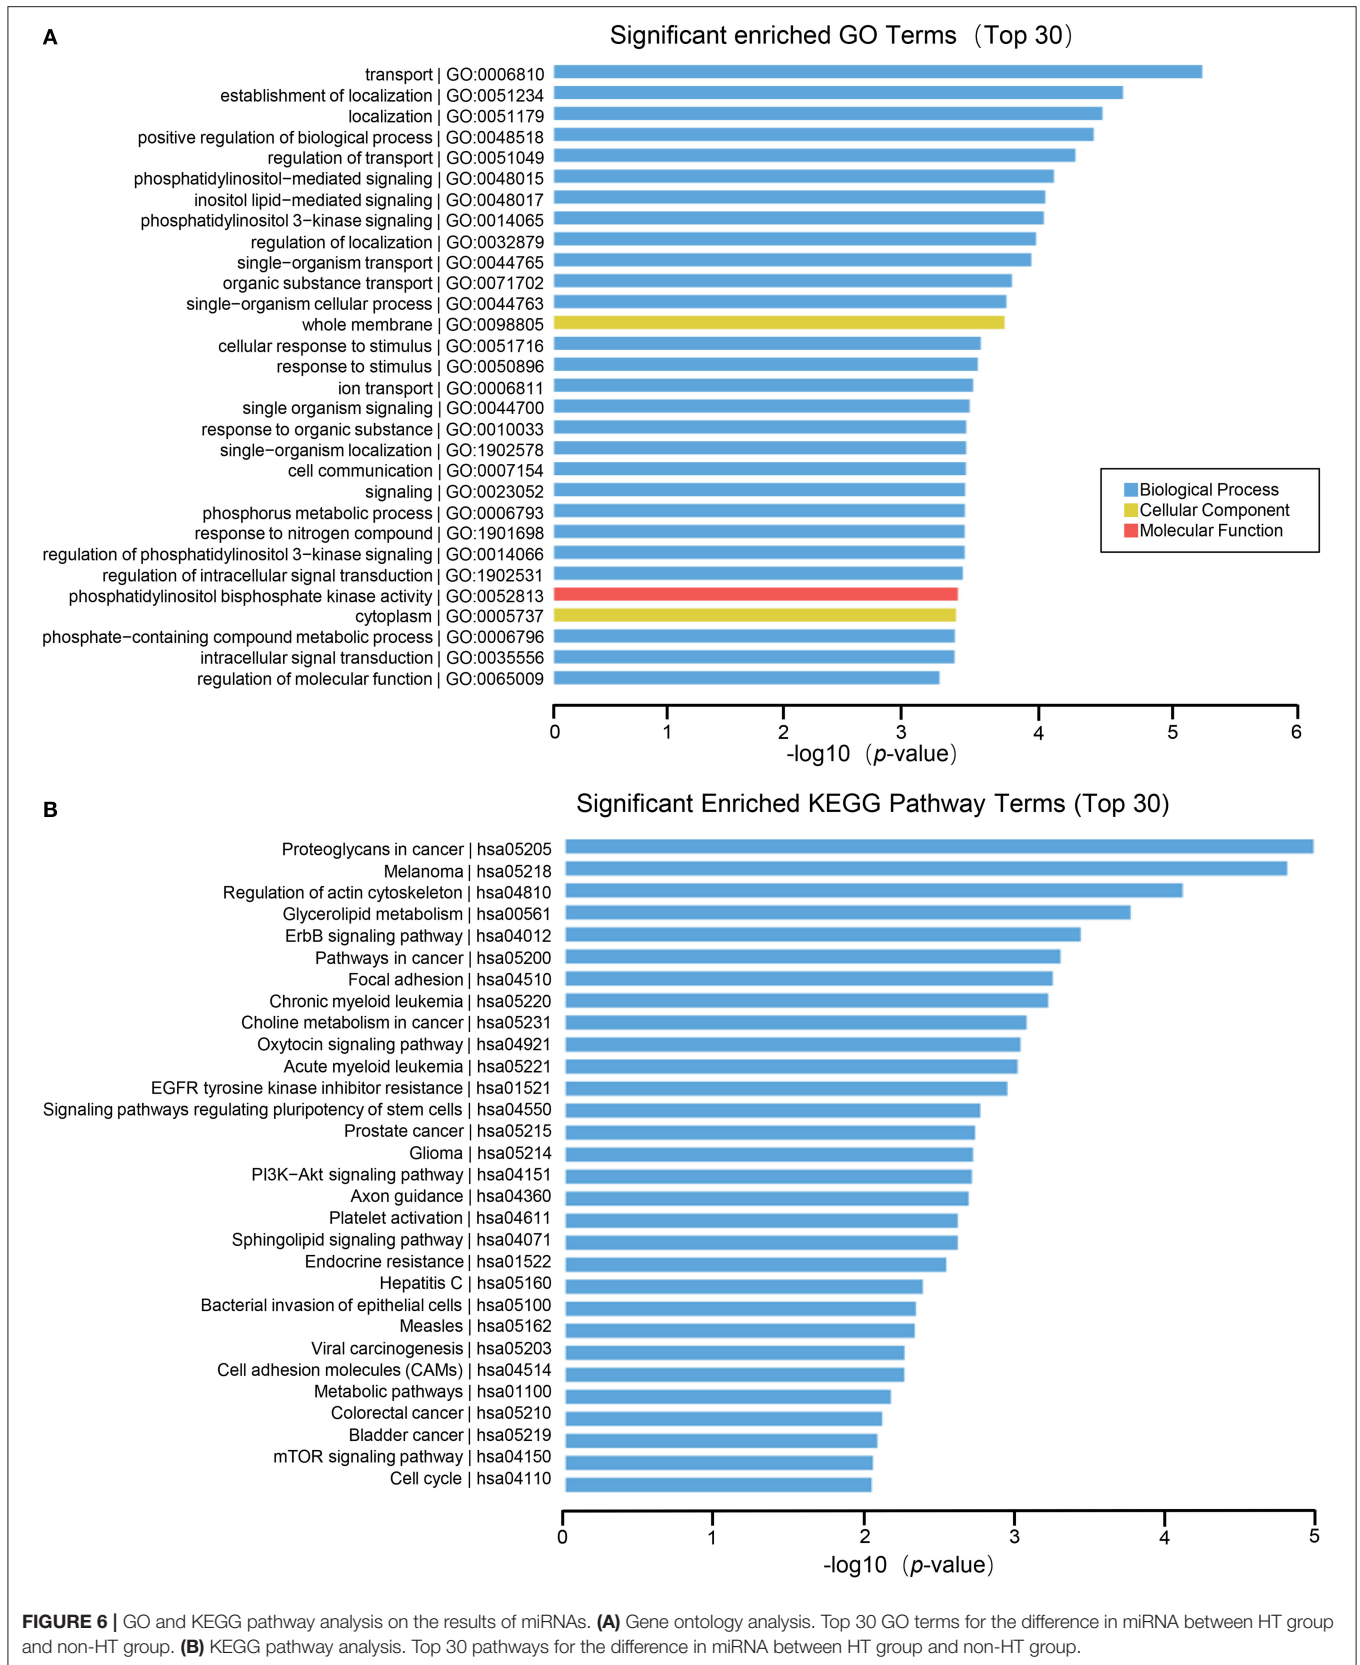 A
Significant enriched GO Terms（Top 30）
transport | GO:0006810
establishment of localization | GO:0051234
localization | GO:0051179
positive regulation of biological process | GO:0048518
regulation of transport | GO:0051049
phosphatidylinositol−mediated signaling | GO:0048015
inositol lipid−mediated signaling | GO:0048017
phosphatidylinositol 3−kinase signaling | GO:0014065
regulation of localization | GO:0032879
single−organism transport | GO:0044765
organic substance transport | GO:0071702
single−organism cellular process | GO:0044763
whole membrane | GO:0098805
cellular response to stimulus | GO:0051716
response to stimulus | GO:0050896
ion transport | GO:0006811
single organism signaling | GO:0044700
response to organic substance | GO:0010033
single−organism localization | GO:1902578
cell communication | GO:0007154
signaling | GO:0023052
phosphorus metabolic process | GO:0006793
response to nitrogen compound | GO:1901698
regulation of phosphatidylinositol 3−kinase signaling | GO:0014066
regulation of intracellular signal transduction | GO:1902531
phosphatidylinositol bisphosphate kinase activity | GO:0052813
cytoplasm | GO:0005737
phosphate−containing compound metabolic process | GO:0006796
intracellular signal transduction | GO:0035556
regulation of molecular function | GO:0065009
Biological Process
Cellular Component
Molecular Function
0 1 2 3 4 5 6
-log10（p-value）
B
Significant Enriched KEGG Pathway Terms (Top 30)
Proteoglycans in cancer | hsa05205
Melanoma | hsa05218
Regulation of actin cytoskeleton | hsa04810
Glycerolipid metabolism | hsa00561
ErbB signaling pathway | hsa04012
Pathways in cancer | hsa05200
Focal adhesion | hsa04510
Chronic myeloid leukemia | hsa05220
Choline metabolism in cancer | hsa05231
Oxytocin signaling pathway | hsa04921
Acute myeloid leukemia | hsa05221
EGFR tyrosine kinase inhibitor resistance | hsa01521
Signaling pathways regulating pluripotency of stem cells | hsa04550
Prostate cancer | hsa05215
Glioma | hsa05214
PI3K−Akt signaling pathway | hsa04151
Axon guidance | hsa04360
Platelet activation | hsa04611
Sphingolipid signaling pathway | hsa04071
Endocrine resistance | hsa01522
Hepatitis C | hsa05160
Bacterial invasion of epithelial cells | hsa05100
Measles | hsa05162
Viral carcinogenesis | hsa05203
Cell adhesion molecules (CAMs) | hsa04514
Metabolic pathways | hsa01100
Colorectal cancer | hsa05210
Bladder cancer | hsa05219
mTOR signaling pathway | hsa04150
Cell cycle | hsa04110
0 1 2 3 4 5
-log10（p-value）
FIGURE 6 | GO and KEGG pathway analysis on the results of miRNAs. (A) Gene ontology analysis. Top 30 GO terms for the difference in miRNA between HT group
and non-HT group. (B) KEGG pathway analysis. Top 30 pathways for the difference in miRNA between HT group and non-HT group.